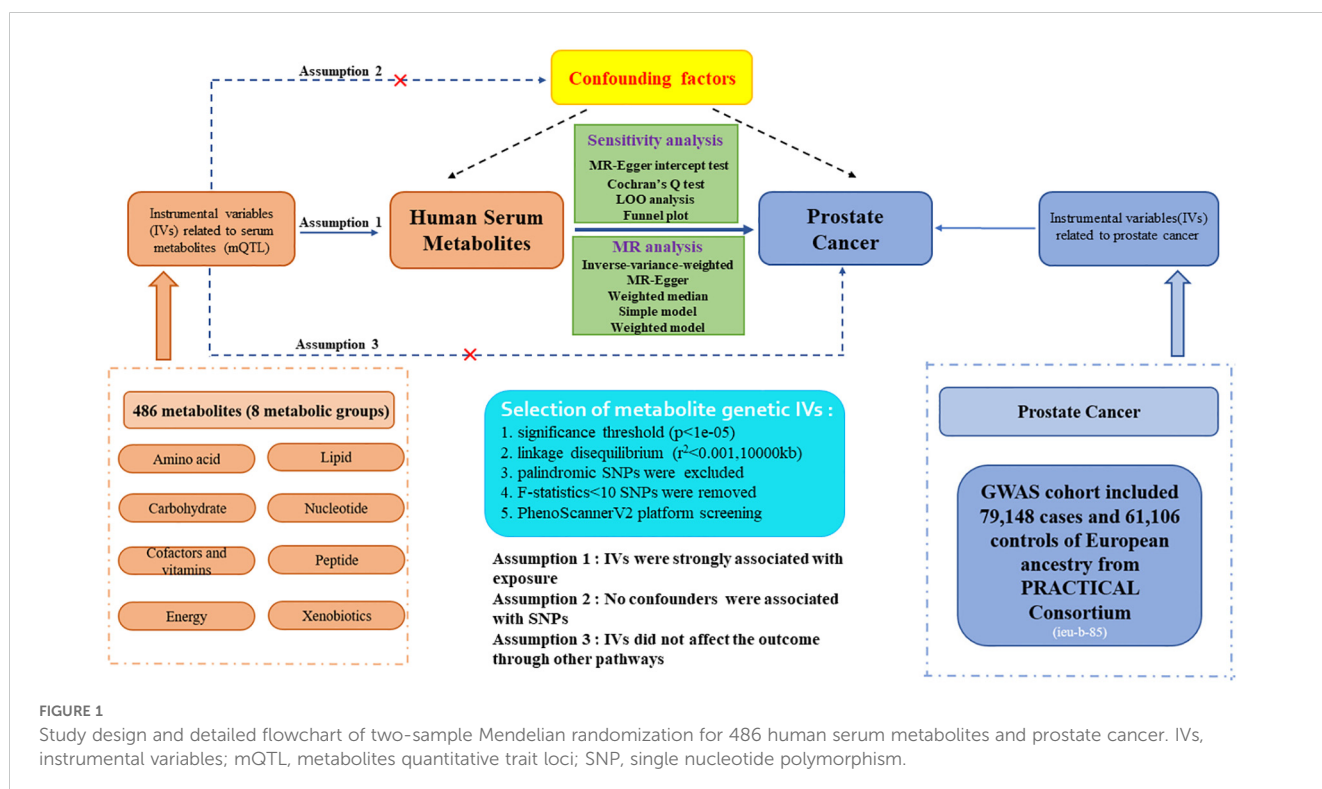 Assumption 2
Confounding factors
Sensitivity analysis
MR-Egger intercept test
Cochran's Q test
LOO analysis
Funnel plot
Instrumental variables
(IVs) related to serum
metabolites (mQTL)
Assumption 1
Human Serum
Metabolites
Prostate
Cancer
Instrumental variables(IVs)
related to prostate cancer
MR analysis
Inverse-variance-weighted
MR-Egger
Weighted median
Simple model
Weighted model
Assumption 3
486 metabolites (8 metabolic groups)
Amino acid
Lipid
Carbohydrate
Nucleotide
Cofactors and
vitamins
Peptide
Energy
Xenobiotics
Selection of metabolite genetic IVs :
1. significance threshold (p<1e-05)
2. linkage disequilibrium (r²<0.001,10000kb)
3. palindromic SNPs were excluded
4. F-statistics<10 SNPs were removed
5. PhenoScannerV2 platform screening
Assumption 1 : IVs were strongly associated with
exposure
Assumption 2 : No confounders were associated
with SNPs
Assumption 3 : IVs did not affect the outcome
through other pathways
Prostate Cancer
GWAS cohort included
79,148 cases and 61,106
controls of European
ancestry from
PRACTICAL
Consortium
(ieu-b-85)
FIGURE 1
Study design and detailed flowchart of two-sample Mendelian randomization for 486 human serum metabolites and prostate cancer. IVs,
instrumental variables; mQTL, metabolites quantitative trait loci; SNP, single nucleotide polymorphism.